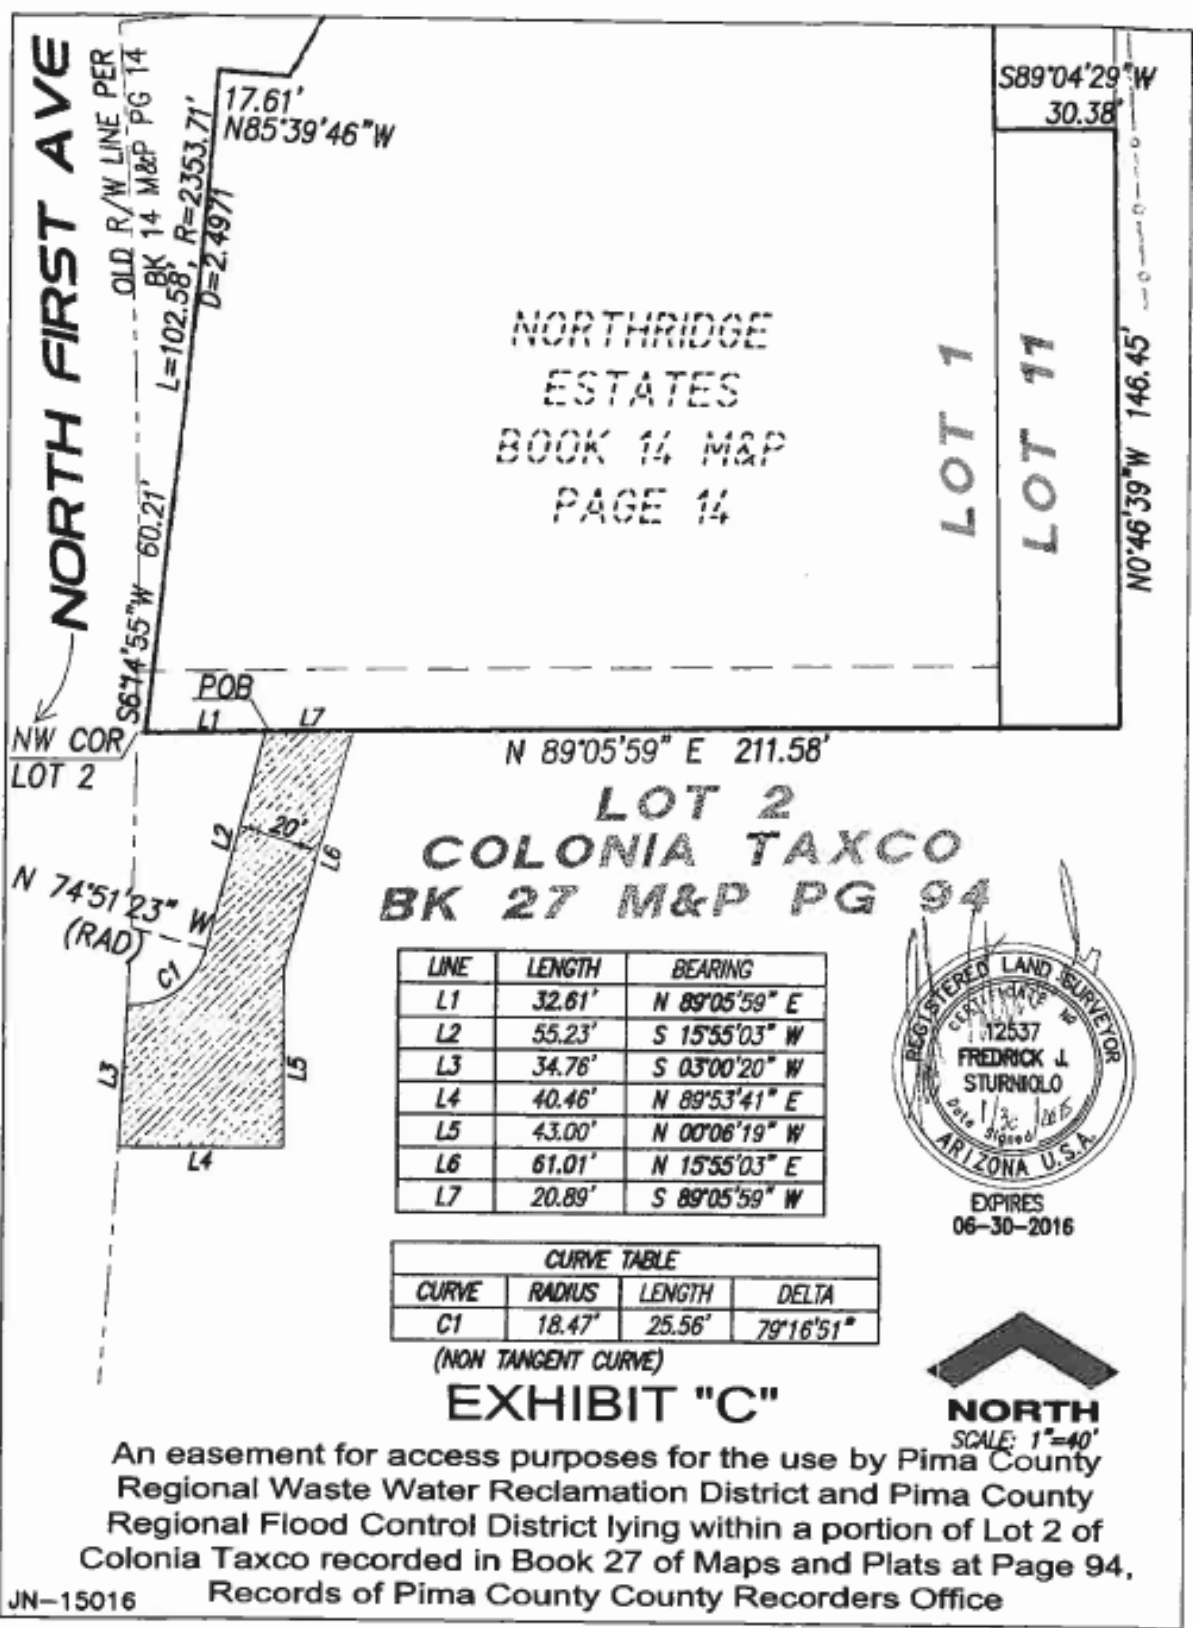 NORTH FIRST AVE
OLD R/W LINE PER
BK 14 M&P PG 14
L=102.58', R=2353.71'
D=2.4971
17.61'
N85°39'46"W
S89°04'29"W
30.38'
NORTHRIDGE
ESTATES
BOOK 14 M&P
PAGE 14
LOT 1
LOT 11
N0°46'39"W 146.45'
S6°14'55"W 60.21'
POB
L1
L7
NW COR
LOT 2
N 89°05'59" E 211.58'
LOT 2
COLONIA TAXCO
BK 27 M&P PG 94
L2
20'
L6
N 74°51'23" W
(RAD)
C1
L3
L5
L4
LINE LENGTH BEARING
L1 32.61' N 89°05'59" E
L2 55.23' S 15°55'03" W
L3 34.76' S 03°00'20" W
L4 40.46' N 89°53'41" E
L5 43.00' N 00°06'19" W
L6 61.01' N 15°55'03" E
L7 20.89' S 89°05'59" W
REGISTERED LAND SURVEYOR
CERTIFICATE
12537
FREDRICK J.
STURNIOLO
Date Signed
ARIZONA U.S.A.
EXPIRES
06-30-2016
CURVE TABLE
CURVE RADIUS LENGTH DELTA
C1 18.47' 25.56' 79°16'51"
(NON TANGENT CURVE)
EXHIBIT "C"
NORTH
SCALE: 1"=40'
An easement for access purposes for the use by Pima County
Regional Waste Water Reclamation District and Pima County
Regional Flood Control District lying within a portion of Lot 2 of
Colonia Taxco recorded in Book 27 of Maps and Plats at Page 94,
Records of Pima County County Recorders Office
JN-15016